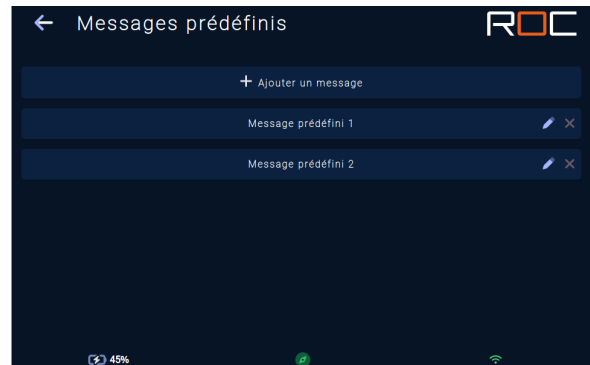 Messages prédéfinis
ROC
Ajouter un message
Message prédéfini 1
Message prédéfini 2
45%